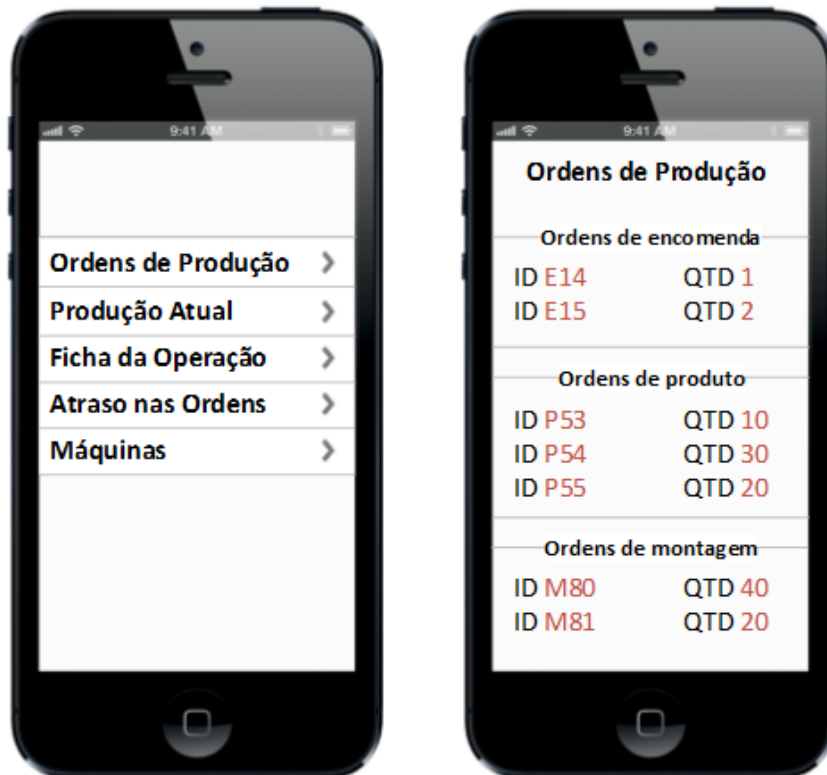 9:41 AM
Ordens de Produção
Produção Atual
Ficha da Operação
Atraso nas Ordens
Máquinas
9:41 AM
Ordens de Produção
Ordens de encomenda
ID E14 QTD 1
ID E15 QTD 2
Ordens de produto
ID P53 QTD 10
ID P54 QTD 30
ID P55 QTD 20
Ordens de montagem
ID M80 QTD 40
ID M81 QTD 20